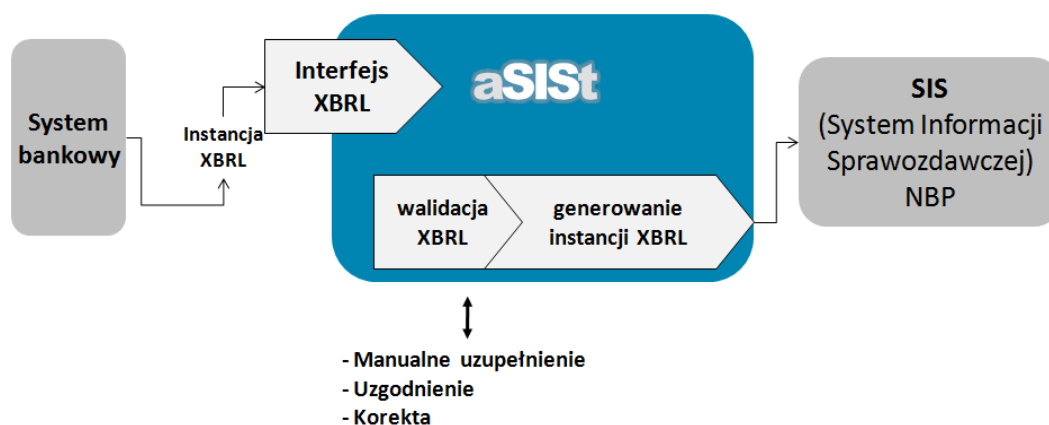 System
bankowy
Instancja
XBRL
Interfejs
XBRL
aSISt
walidacja
XBRL
generowanie
instancji XBRL
SIS
(System Informacji
Sprawozdawczej)
NBP
- Manualne uzupełnienie
- Uzgodnienie
- Korekta